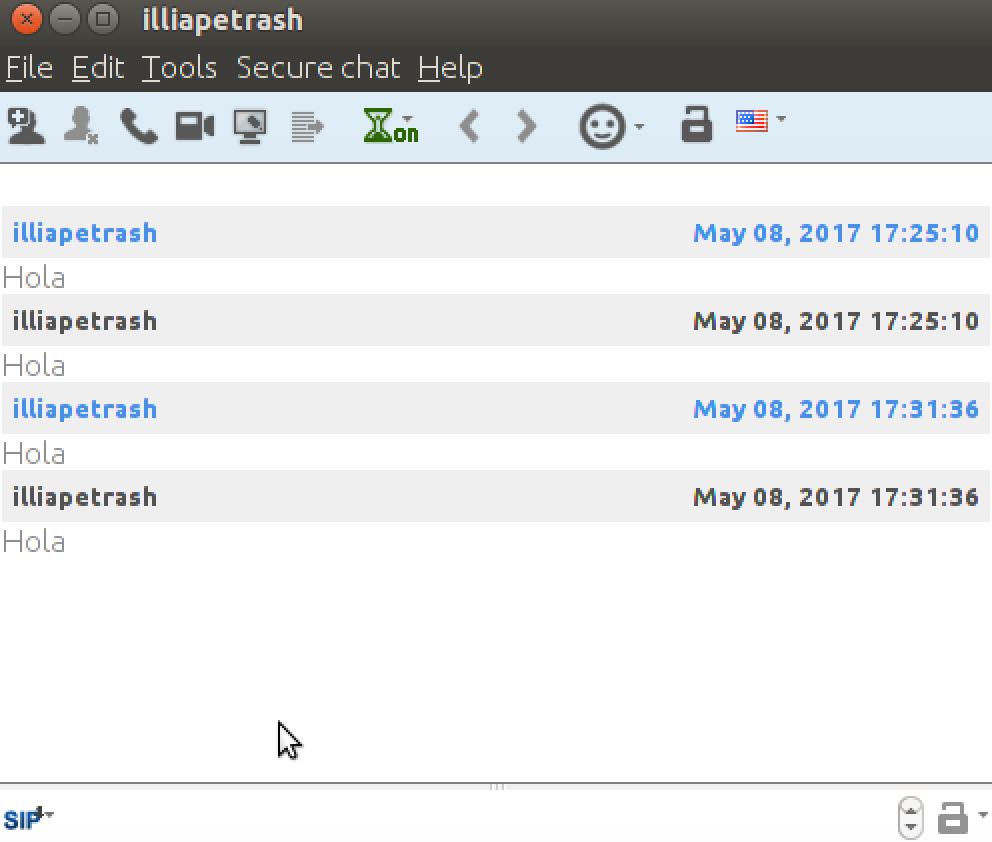 illiapetrash
File Edit Tools Secure chat Help
on
illiapetrash May 08, 2017 17:25:10
Hola
illiapetrash May 08, 2017 17:25:10
Hola
illiapetrash May 08, 2017 17:31:36
Hola
illiapetrash May 08, 2017 17:31:36
Hola
SIP